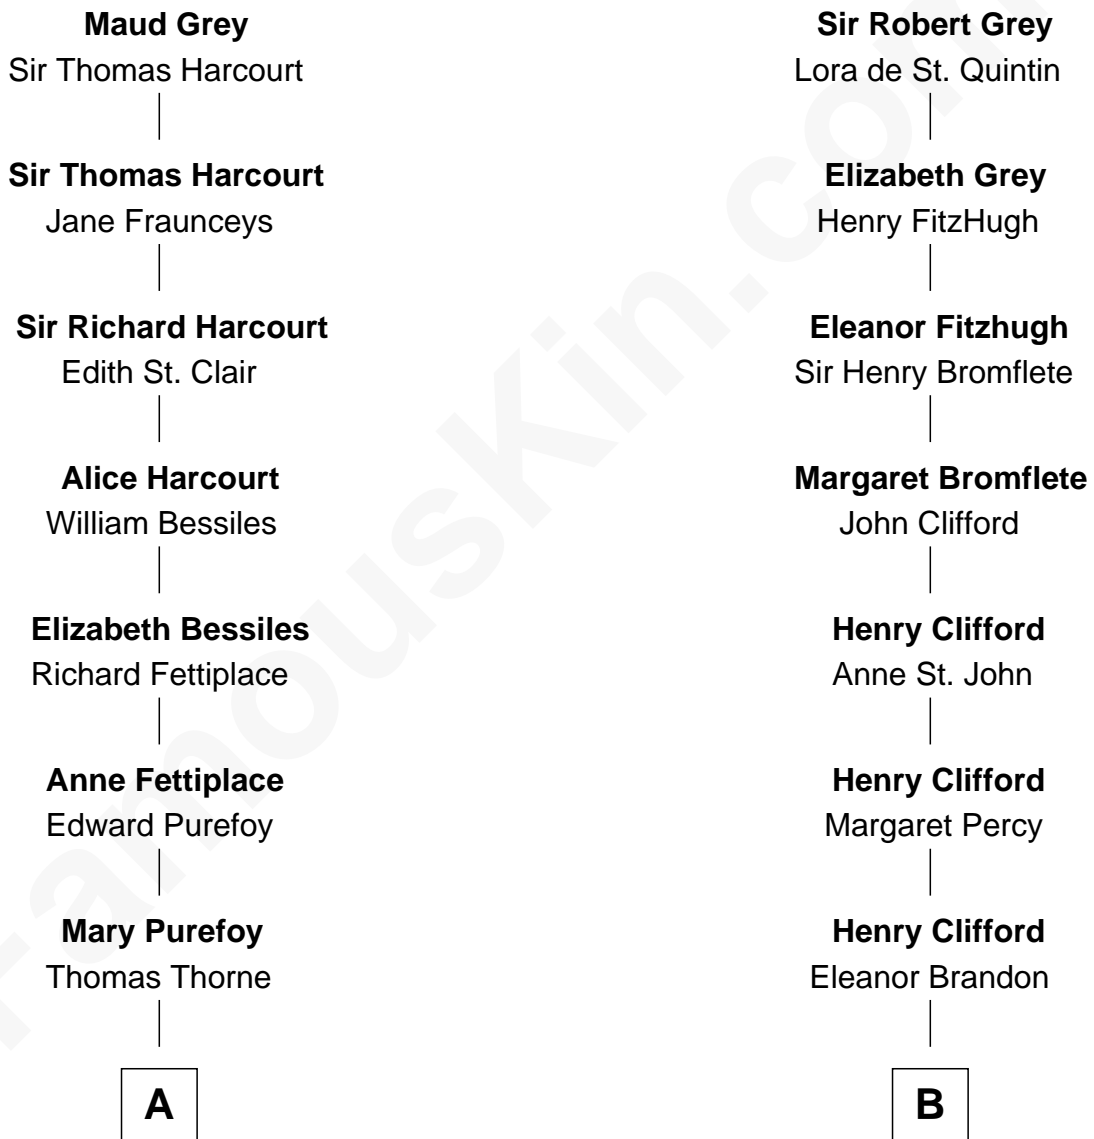 Maud Grey
Sir Thomas Harcourt
Sir Thomas Harcourt
Jane Fraunceys
Sir Richard Harcourt
Edith St. Clair
Alice Harcourt
William Bessiles
Elizabeth Bessiles
Richard Fettiplace
Anne Fettiplace
Edward Purefoy
Mary Purefoy
Thomas Thorne
A
Sir Robert Grey
Lora de St. Quintin
Elizabeth Grey
Henry FitzHugh
Eleanor Fitzhugh
Sir Henry Bromflete
Margaret Bromflete
John Clifford
Henry Clifford
Anne St. John
Henry Clifford
Margaret Percy
Henry Clifford
Eleanor Brandon
B
FamousKin.com